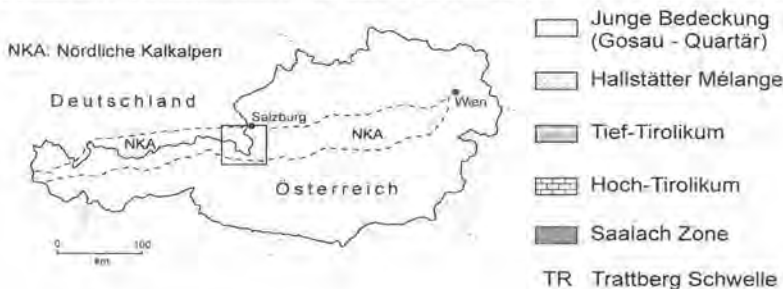 NKA: Nördliche Kalkalpen
Deutschland
Salzburg
Wien
NKA
NKA
Österreich
0 100
km
Junge Bedeckung
(Gosau - Quartär)
Hallstätter Mélange
Tief-Tirolikum
Hoch-Tirolikum
Saalach Zone
TR Trattberg Schwelle